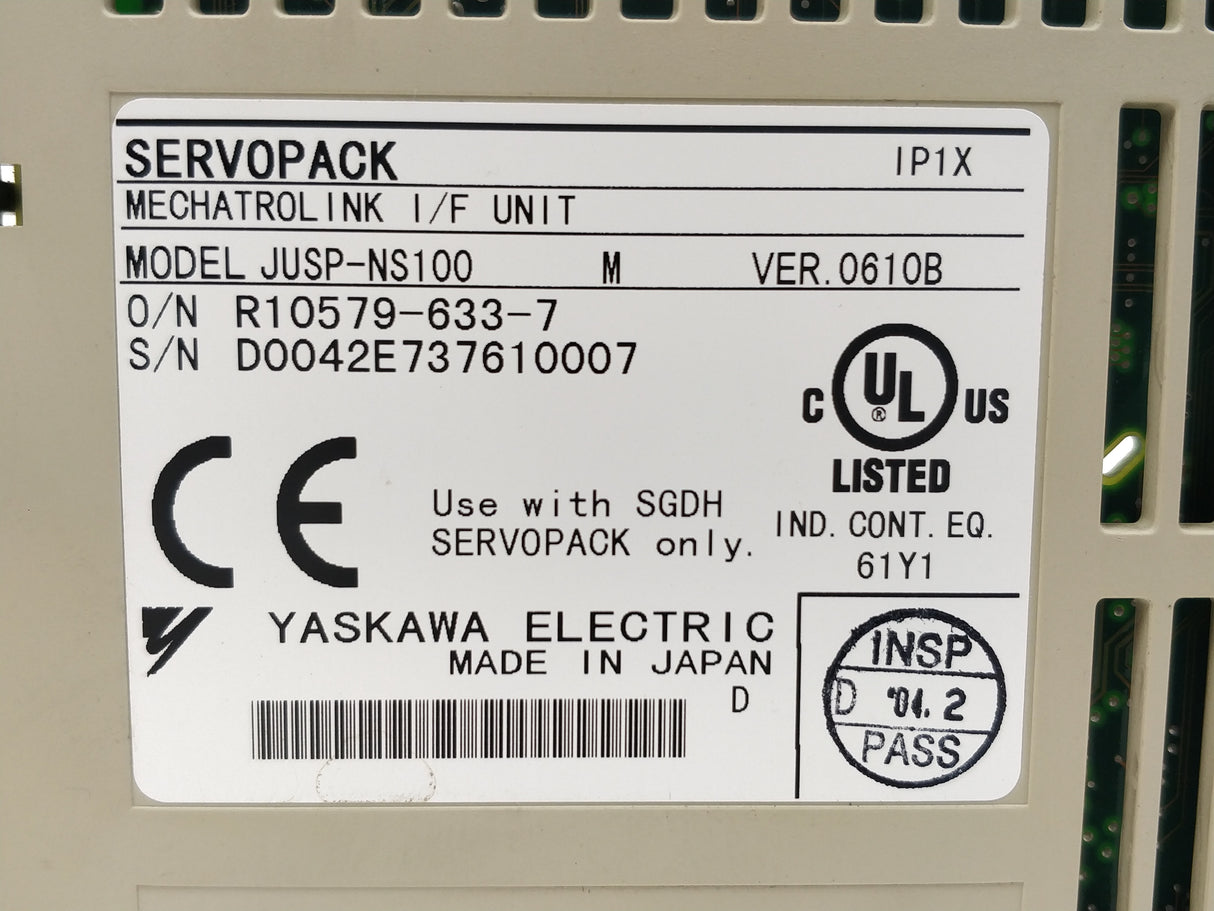 SERVOPACK IP1X
MECHATROLINK I/F UNIT
MODEL JUSP-NS100 M VER.0610B
O/N R10579-633-7
S/N D0042E737610007
C UL ® US
LISTED
IND. CONT. EQ.
61Y1
CE
Use with SGDH
SERVOPACK only.
YASKAWA ELECTRIC
MADE IN JAPAN
D
INSP
D '04. 2
PASS